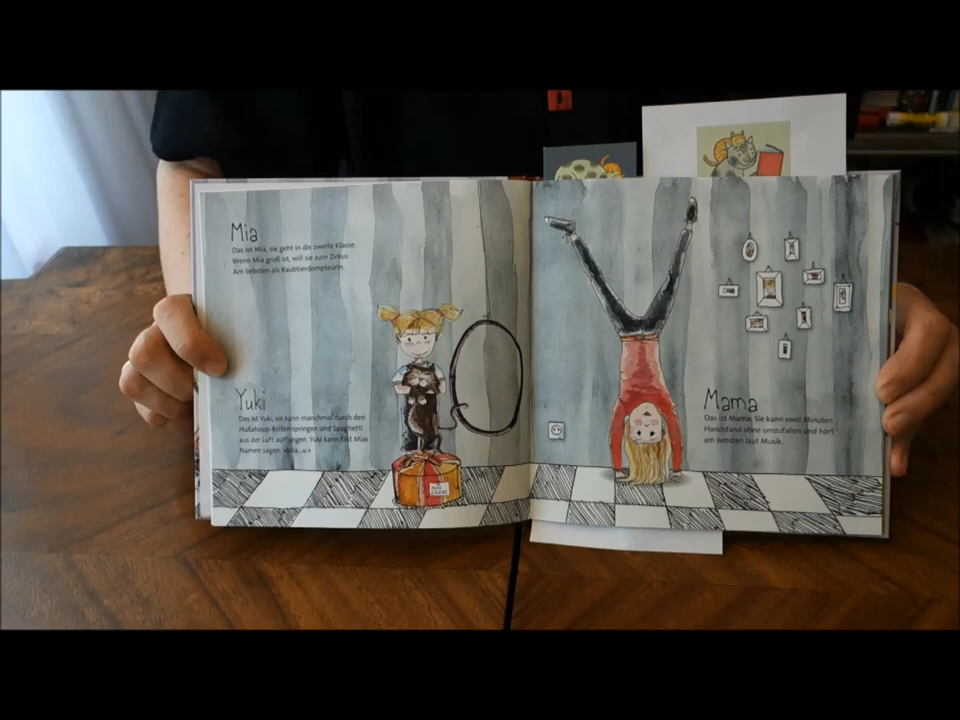 Mia
Das ist Mia, sie geht in die zweite Klasse.
Wenn Mia groß ist, will sie zum Zirkus.
Am liebsten als Raubtierdompteurin.
Yuki
Das ist Yuki, sie kann manchmal durch den
Hullahoop-Reifen springen und Spaghetti
aus der Luft auffangen. Yuki kann fast Mias
Namen sagen: »Mia...u.«
Mama
Das ist Mama. Sie kann zwei Minuten
Handstand ohne umzufallen und hört
am liebsten laut Musik.